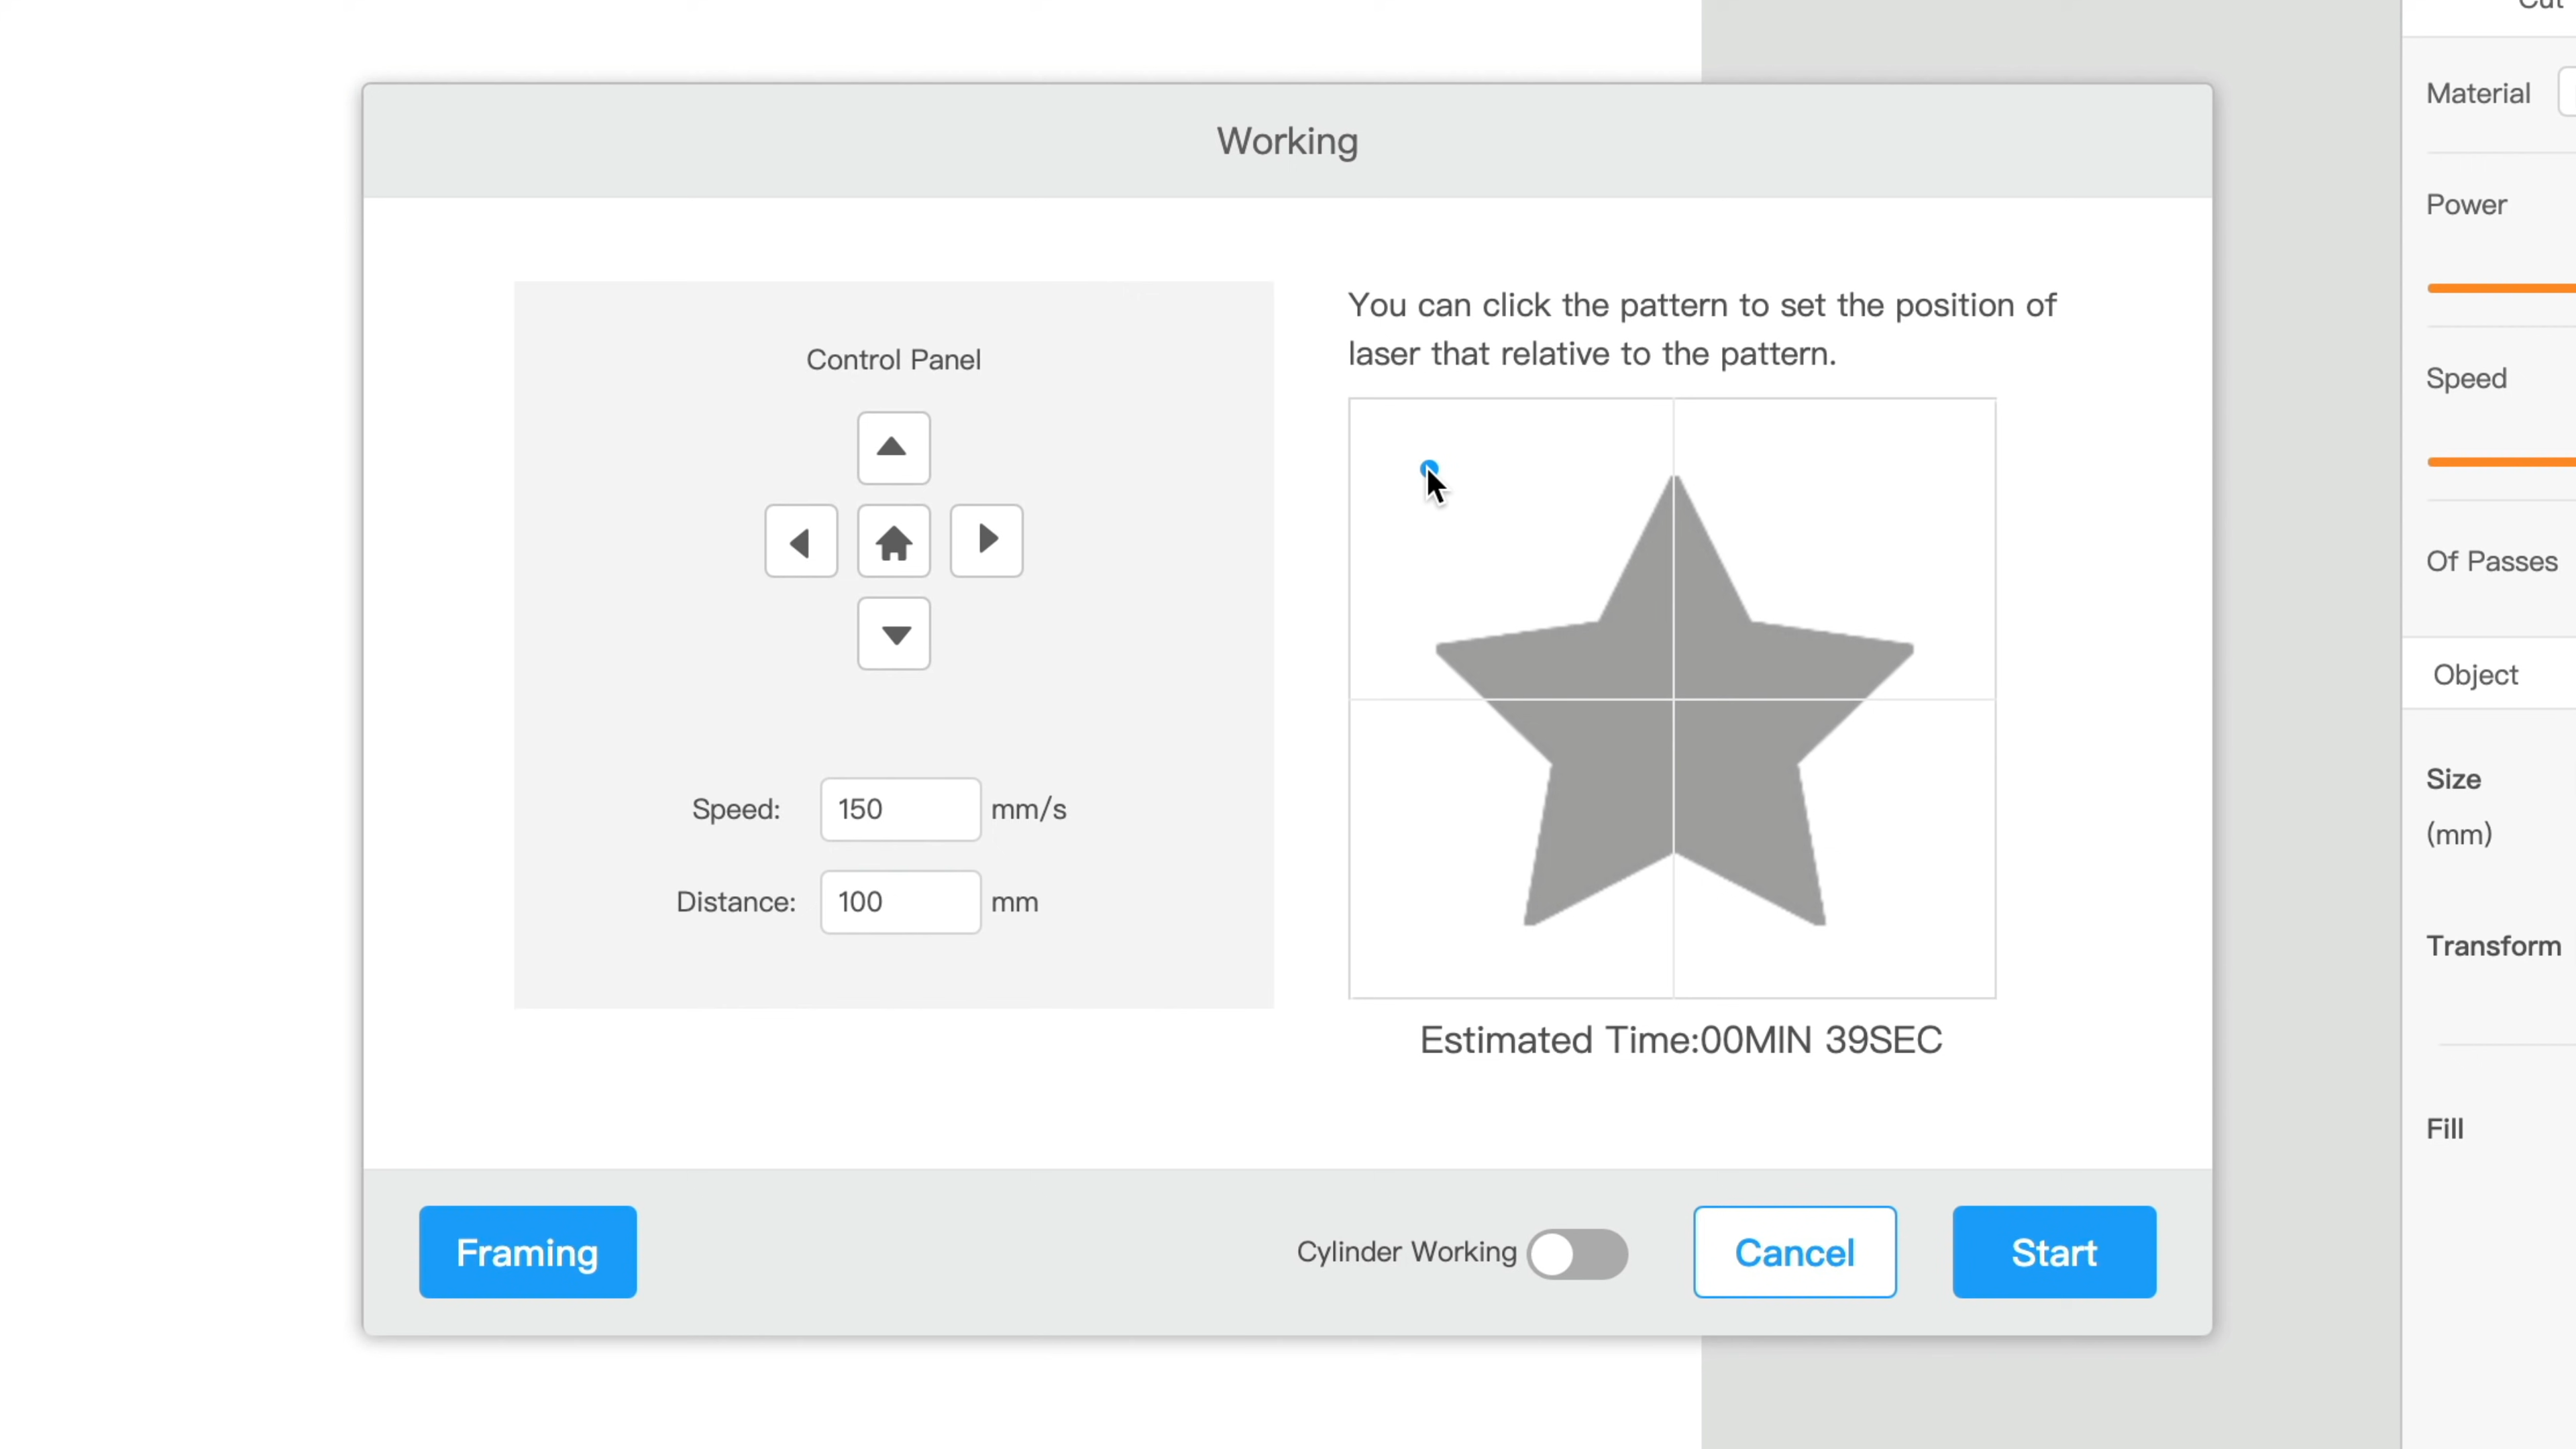 Working
Control Panel
Speed: 150 mm/s
Distance: 100 mm
You can click the pattern to set the position of
laser that relative to the pattern.
Estimated Time:00MIN 39SEC
Framing
Cylinder Working
Cancel
Start
Material
Power
Speed
Of Passes
Object
Size
(mm)
Transform
Fill